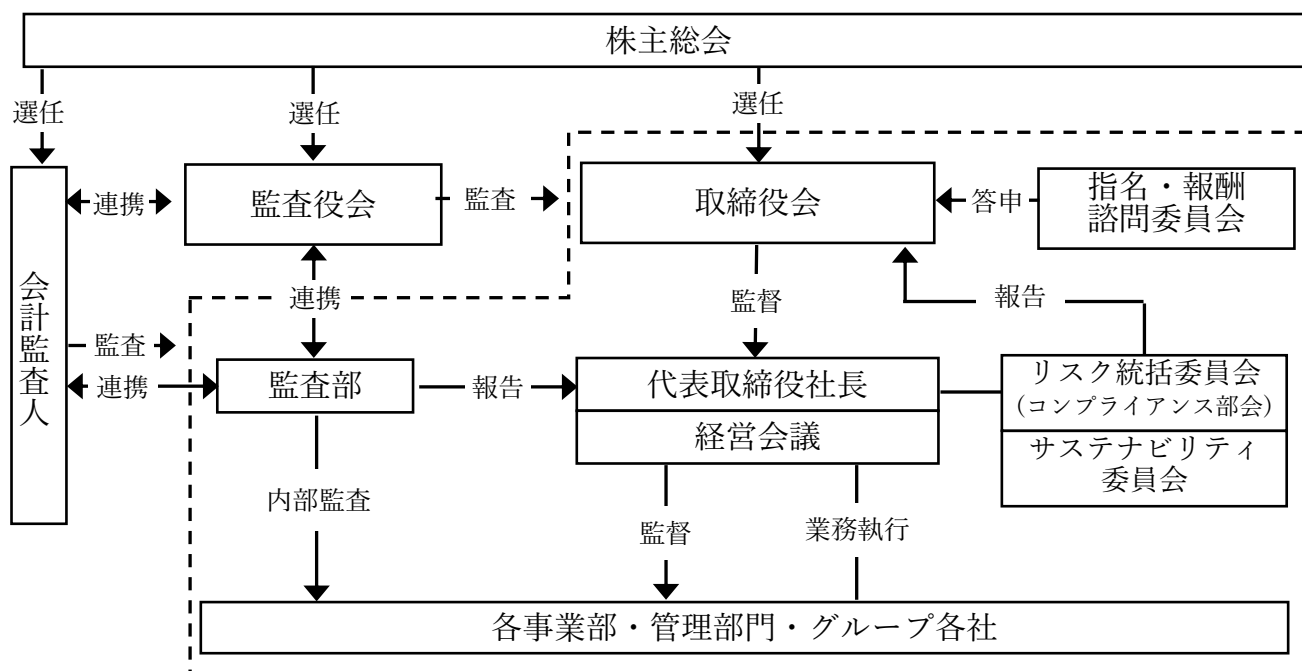 株主総会
選任
選任
選任
会計監査人
連携
監査役会
監査
取締役会
答申
指名・報酬
諮問委員会
連携
監督
報告
監査
連携
監査部
報告
代表取締役社長
経営会議
リスク統括委員会
(コンプライアンス部会)
サステナビリティ
委員会
内部監査
監督
業務執行
各事業部・管理部門・グループ各社